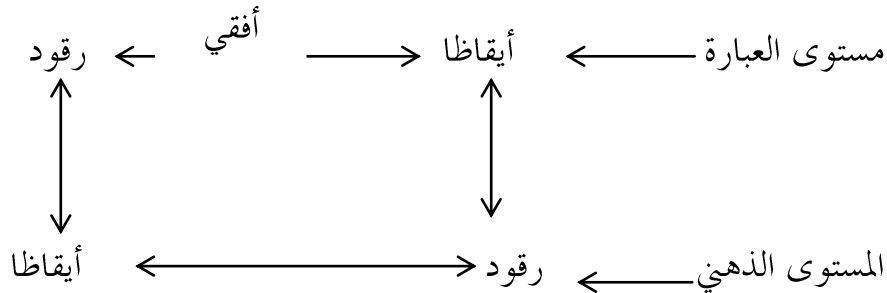 أفقي
مستوى العبارة أيقاظا رقود
المستوى الذهني رقود أيقاظا